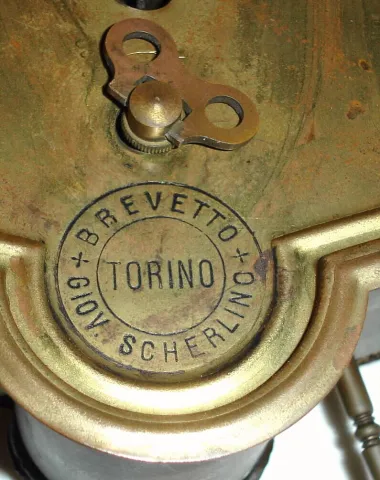 + BREVETTO +
TORINO
GIOV. SCHERLINO